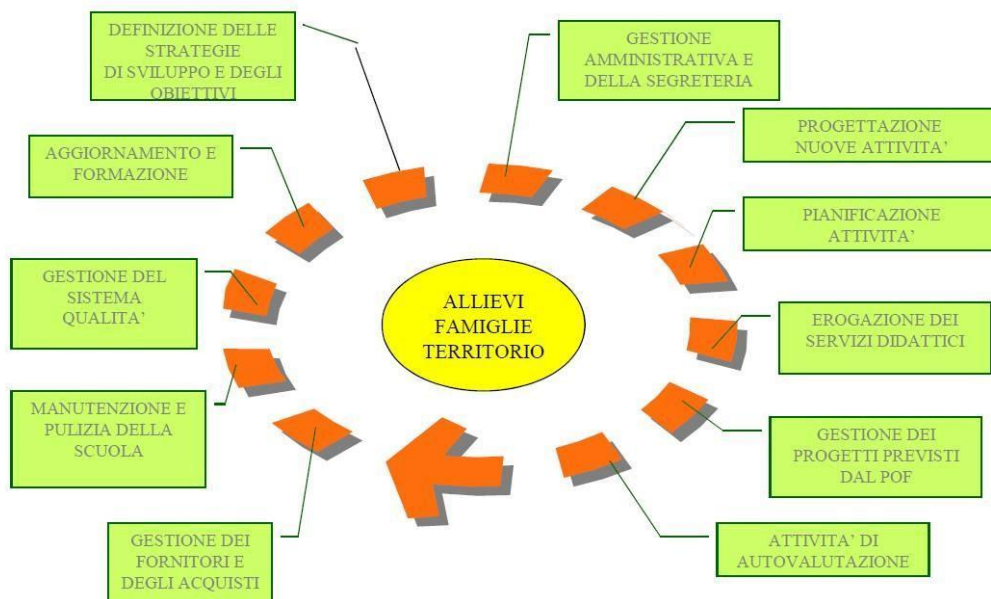 DEFINIZIONE DELLE
STRATEGIE
DI SVILUPPO E DEGLI
OBIETTIVI
GESTIONE
AMMINISTRATIVA E
DELLA SEGRETERIA
PROGETTAZIONE
NUOVE ATTIVITA’
AGGIORNAMENTO E
FORMAZIONE
PIANIFICAZIONE
ATTIVITA’
GESTIONE DEL
SISTEMA
QUALITA’
ALLIEVI
FAMIGLIE
TERRITORIO
EROGAZIONE DEI
SERVIZI DIDATTICI
MANUTENZIONE E
PULIZIA DELLA
SCUOLA
GESTIONE DEI
PROGETTI PREVISTI
DAL POF
GESTIONE DEI
FORNITORI E
DEGLI ACQUISTI
ATTIVITA’ DI
AUTOVALUTAZIONE